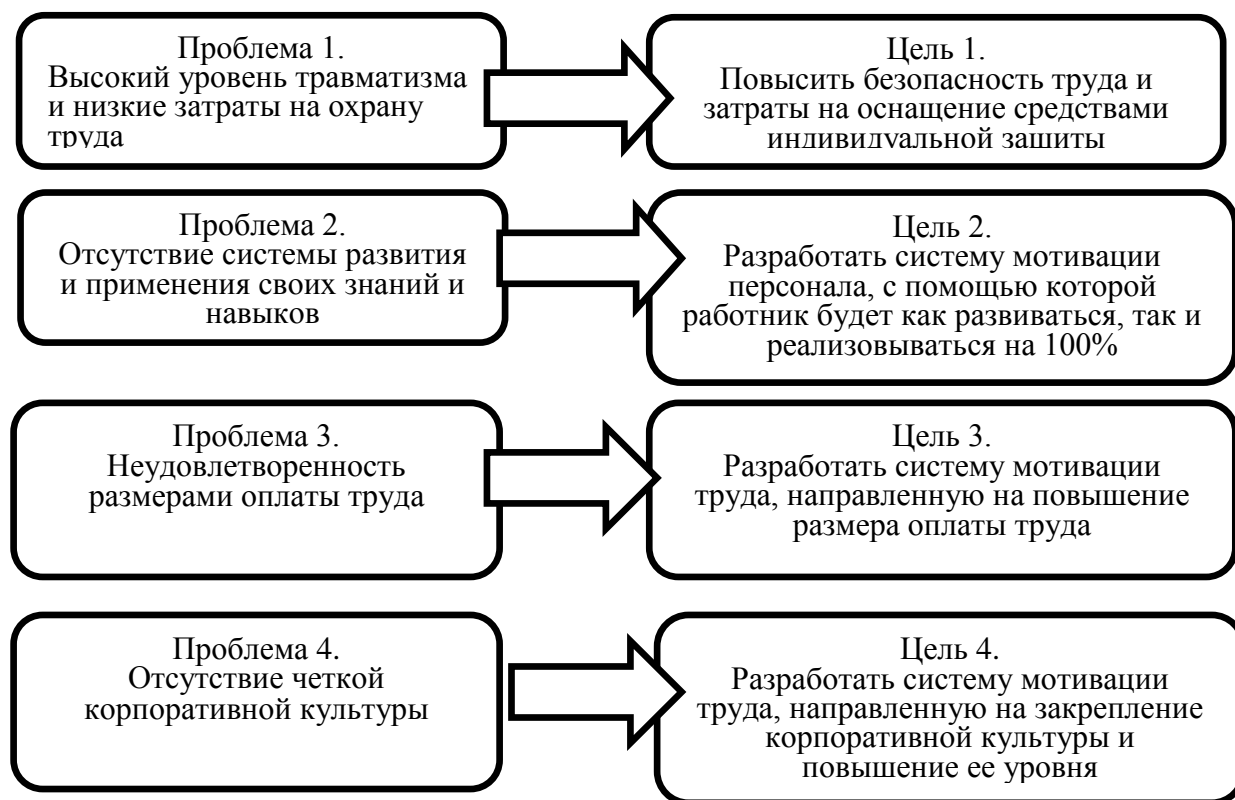 Проблема 1.
Высокий уровень травматизма
и низкие затраты на охрану
труда
Цель 1.
Повысить безопасность труда и
затраты на оснащение средствами
индивидуальной зашиты
Проблема 2.
Отсутствие системы развития
и применения своих знаний и
навыков
Цель 2.
Разработать систему мотивации
персонала, с помощью которой
работник будет как развиваться, так и
реализовываться на 100%
Проблема 3.
Неудовлетворенность
размерами оплаты труда
Цель 3.
Разработать систему мотивации
труда, направленную на повышение
размера оплаты труда
Проблема 4.
Отсутствие четкой
корпоративной культуры
Цель 4.
Разработать систему мотивации
труда, направленную на закрепление
корпоративной культуры и
повышение ее уровня